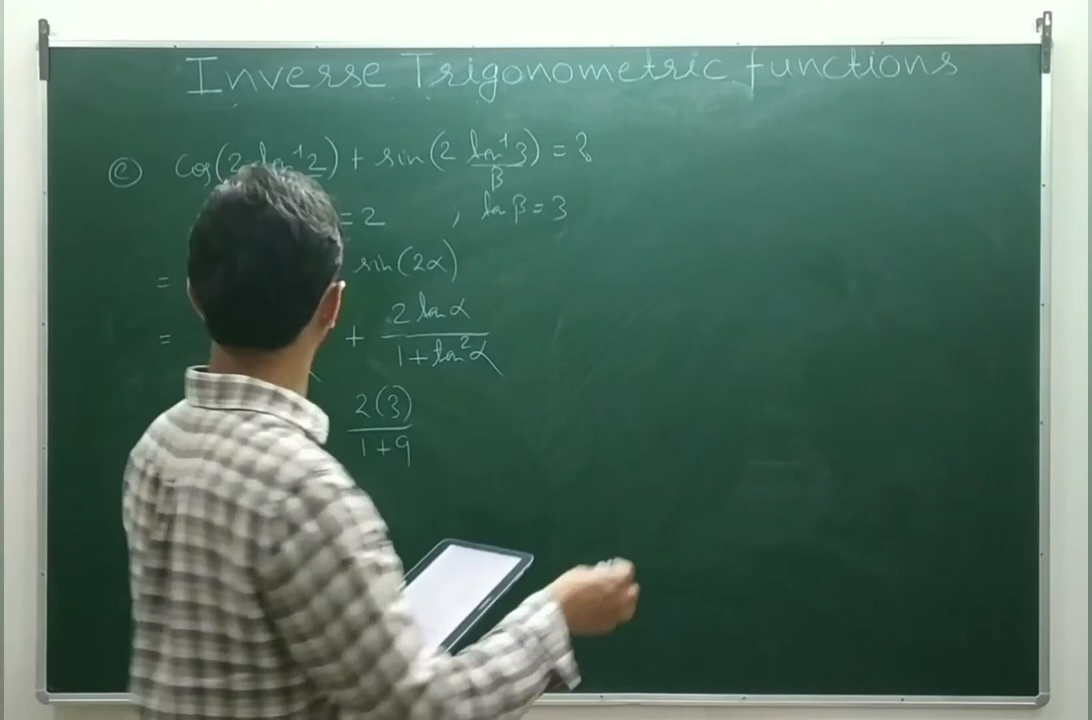 Inverse Trigonometric functions
(e) cos(2 tan⁻¹2) + sin(2 tan⁻¹3) = ?
β
= 2 , tan β = 3
= sin(2α)
= + 2 tanα / 1 + tan²α
2(3) / 1+9